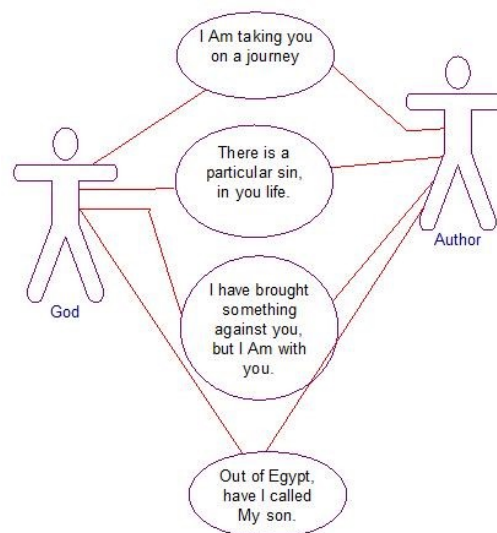 I Am taking you
on a journey
There is a
particular sin,
in you life.
God
Author
I have brought
something
against you,
but I Am with
you.
Out of Egypt,
have I called
My son.